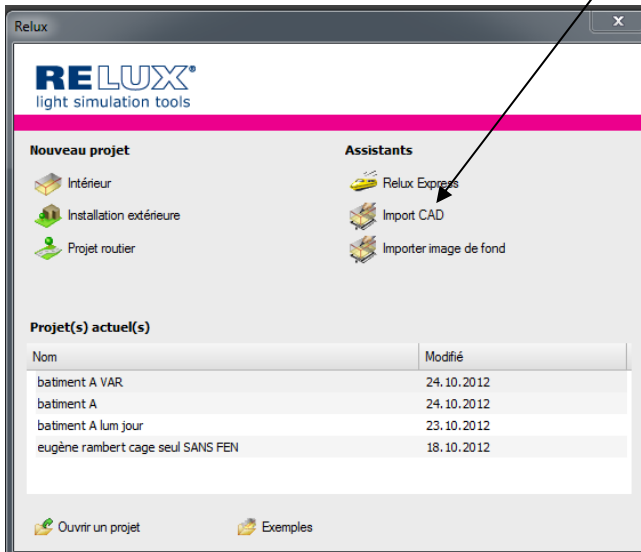 Relux
x
RELUX®
light simulation tools
Nouveau projet
Intérieur
Installation extérieure
Projet routier
Assistants
Relux Express
Import CAD
Importer image de fond
Projet(s) actuel(s)
Nom Modifié
batiment A VAR 24.10.2012
batiment A 24.10.2012
batiment A lum jour 23.10.2012
eugène rambert cage seul SANS FEN 18.10.2012
Ouvrir un projet Exemples